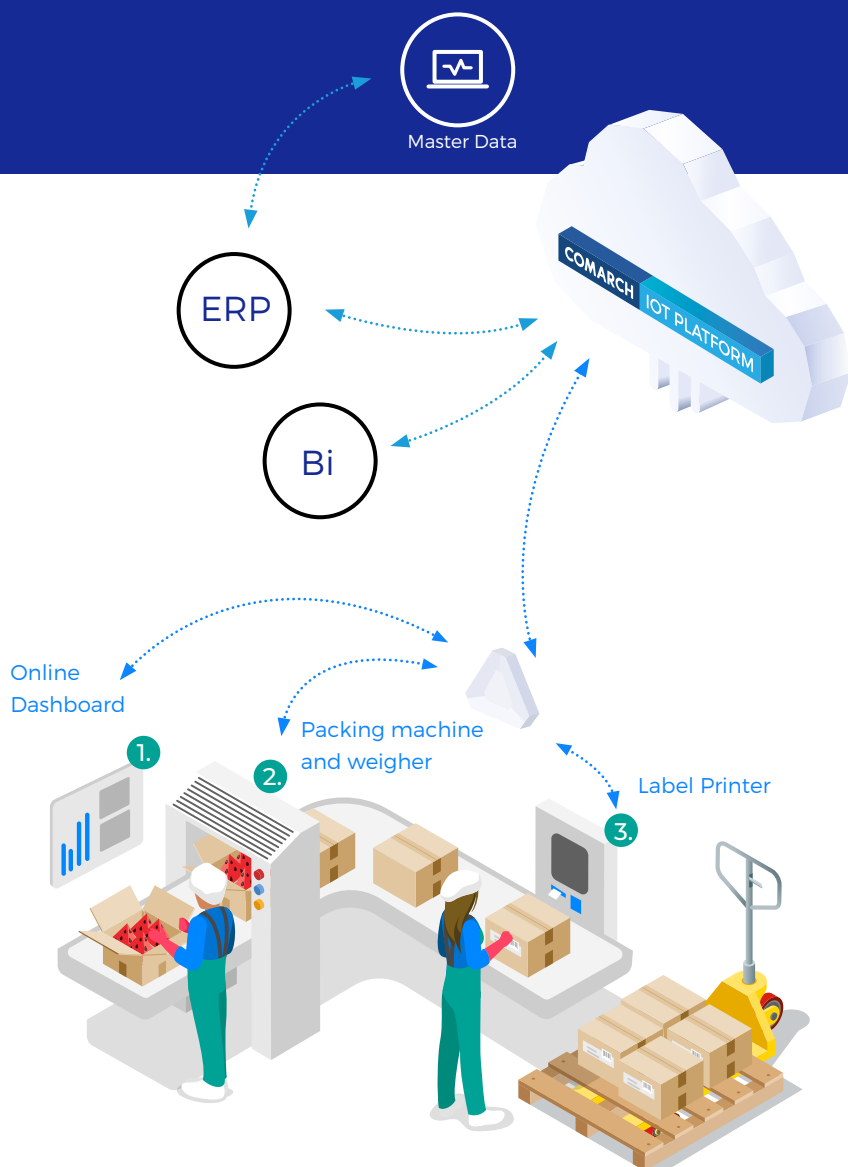 Master Data
COMARCH
IOT PLATFORM
ERP
Bi
Online
Dashboard
Packing machine
and weigher
Label Printer
1.
2.
3.